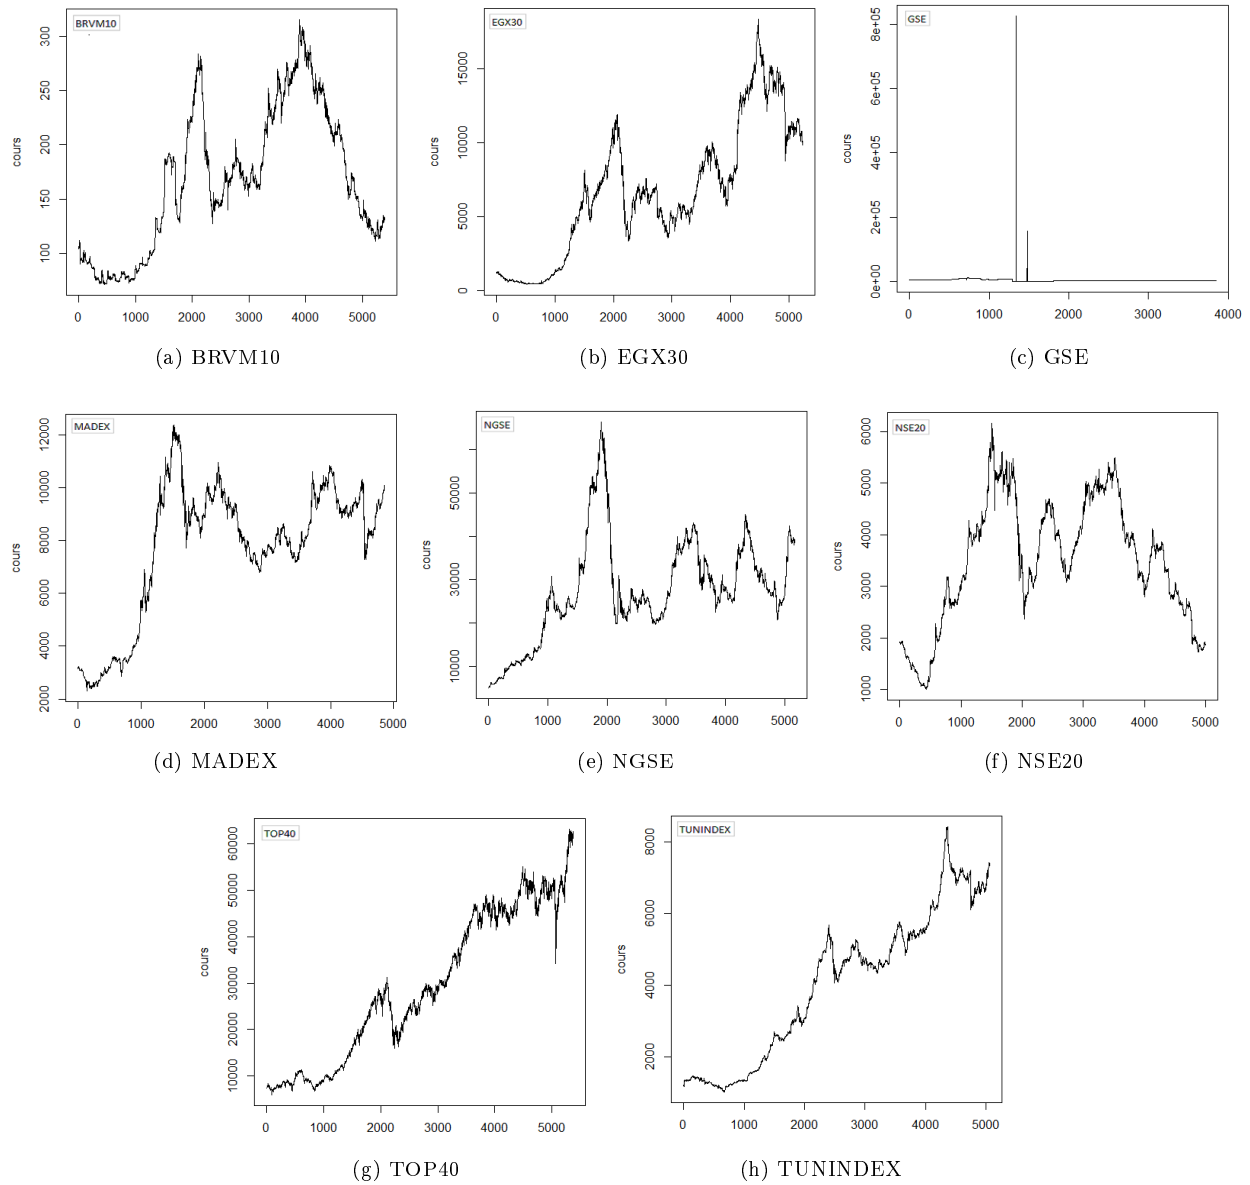 BRVM10
cours
300
250
200
150
100
0 1000 2000 3000 4000 5000
(a) BRVM10
EGX30
cours
15000
10000
5000
0
0 1000 2000 3000 4000 5000
(b) EGX30
GSE
cours
8e+05
6e+05
4e+05
2e+05
0e+00
0 1000 2000 3000 4000
(c) GSE
MADEX
cours
12000
10000
8000
6000
4000
2000
0 1000 2000 3000 4000 5000
(d) MADEX
NGSE
cours
50000
30000
10000
0 1000 2000 3000 4000 5000
(e) NGSE
NSE20
cours
6000
5000
4000
3000
2000
1000
0 1000 2000 3000 4000 5000
(f) NSE20
TOP40
cours
60000
50000
40000
30000
20000
10000
0 1000 2000 3000 4000 5000
(g) TOP40
TUNINDEX
cours
8000
6000
4000
2000
0 1000 2000 3000 4000 5000
(h) TUNINDEX